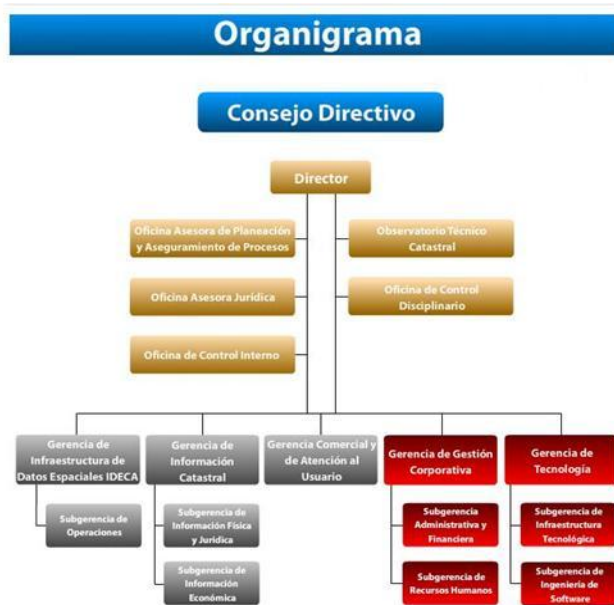 Organigrama
Consejo Directivo
Director
Oficina Asesora de Planeación
y Aseguramiento de Procesos
Observatorio Técnico
Catastral
Oficina Asesora Jurídica
Oficina de Control
Disciplinario
Oficina de Control Interno
Gerencia de
Infraestructura de
Datos Espaciales IDECA
Gerencia de
Información
Catastral
Gerencia Comercial y
de Atención al
Usuario
Gerencia de Gestión
Corporativa
Gerencia de
Tecnología
Subgerencia de
Operaciones
Subgerencia de
Información Física
y Jurídica
Subgerencia
Administrativa y
Financiera
Subgerencia de
Infraestructura
Tecnológica
Subgerencia de
Información
Económica
Subgerencia de
Recursos Humanos
Subgerencia de
Ingeniería de
Software